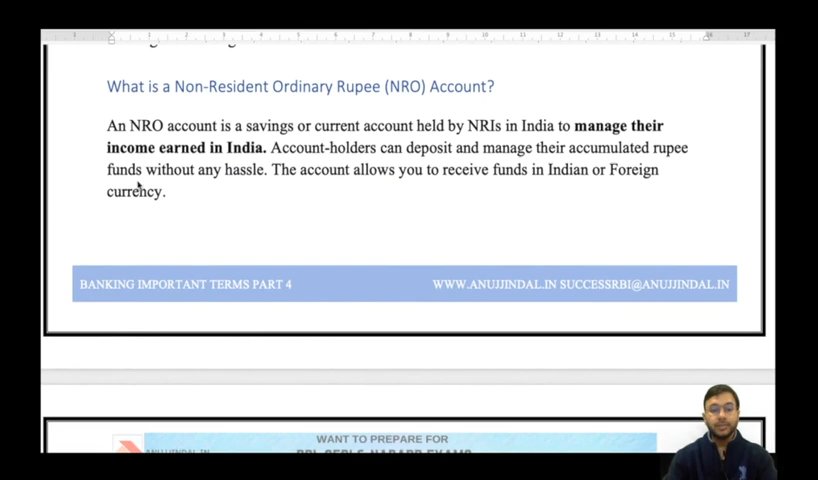 What is a Non-Resident Ordinary Rupee (NRO) Account?
An NRO account is a savings or current account held by NRIs in India to manage their
income earned in India. Account-holders can deposit and manage their accumulated rupee
funds without any hassle. The account allows you to receive funds in Indian or Foreign
currency.
BANKING IMPORTANT TERMS PART 4 WWW.ANUJJINDAL.IN SUCCESSRBI@ANUJJINDAL.IN
WANT TO PREPARE FOR
ANUJJINDAL.IN